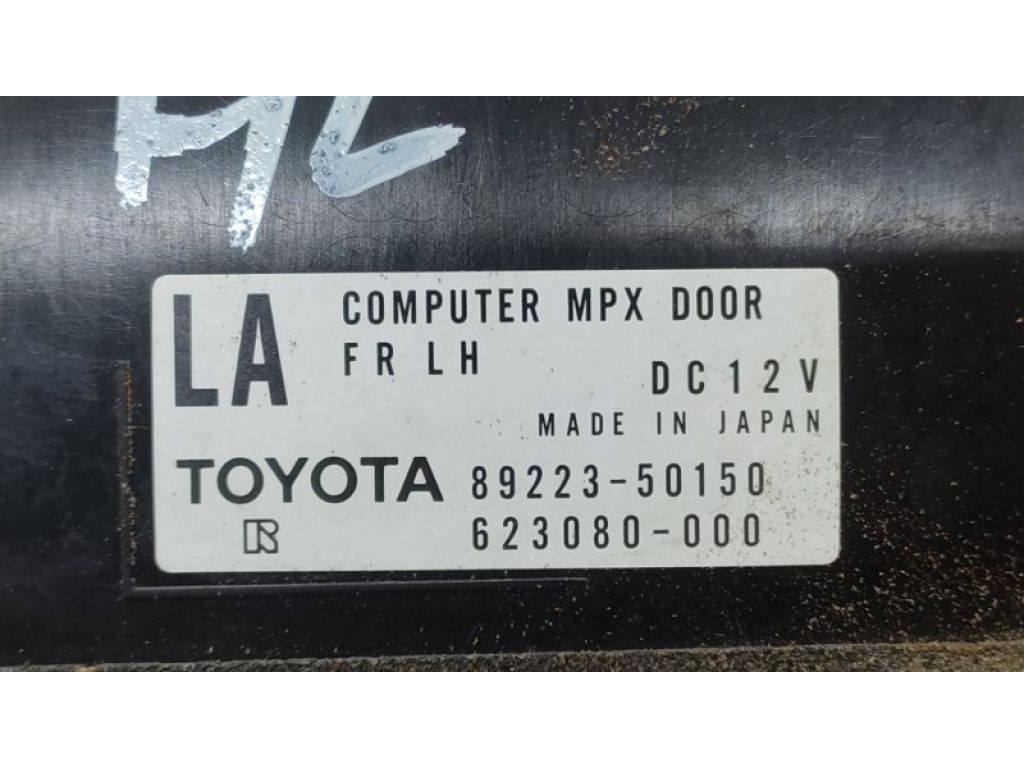 LA
COMPUTER MPX DOOR
FR LH
DC12V
MADE IN JAPAN
TOYOTA 89223-50150
R 623080-000